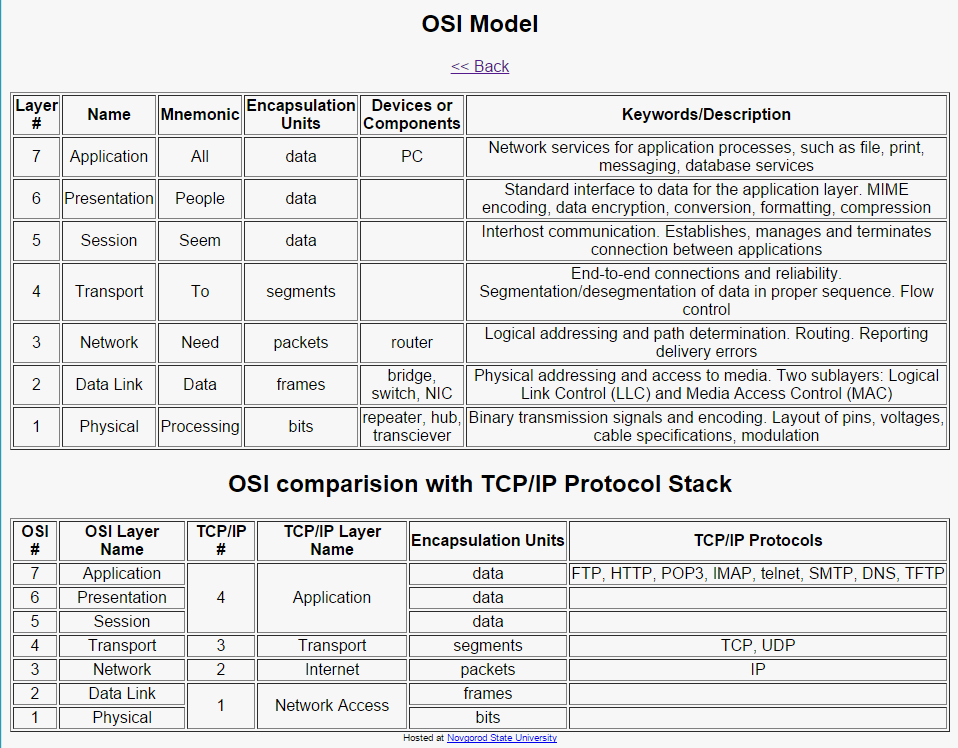 OSI Model
<< Back
Layer # Name Mnemonic Encapsulation Units Devices or Components Keywords/Description
7 Application All data PC Network services for application processes, such as file, print, messaging, database services
6 Presentation People data Standard interface to data for the application layer. MIME encoding, data encryption, conversion, formatting, compression
5 Session Seem data Interhost communication. Establishes, manages and terminates connection between applications
4 Transport To segments End-to-end connections and reliability. Segmentation/desegmentation of data in proper sequence. Flow control
3 Network Need packets router Logical addressing and path determination. Routing. Reporting delivery errors
2 Data Link Data frames bridge, switch, NIC Physical addressing and access to media. Two sublayers: Logical Link Control (LLC) and Media Access Control (MAC)
1 Physical Processing bits repeater, hub, transciever Binary transmission signals and encoding. Layout of pins, voltages, cable specifications, modulation
OSI comparision with TCP/IP Protocol Stack
OSI # OSI Layer Name TCP/IP # TCP/IP Layer Name Encapsulation Units TCP/IP Protocols
7 Application 4 Application data FTP, HTTP, POP3, IMAP, telnet, SMTP, DNS, TFTP
6 Presentation data
5 Session data
4 Transport 3 Transport segments TCP, UDP
3 Network 2 Internet packets IP
2 Data Link 1 Network Access frames
1 Physical bits
Hosted at Novgorod State University